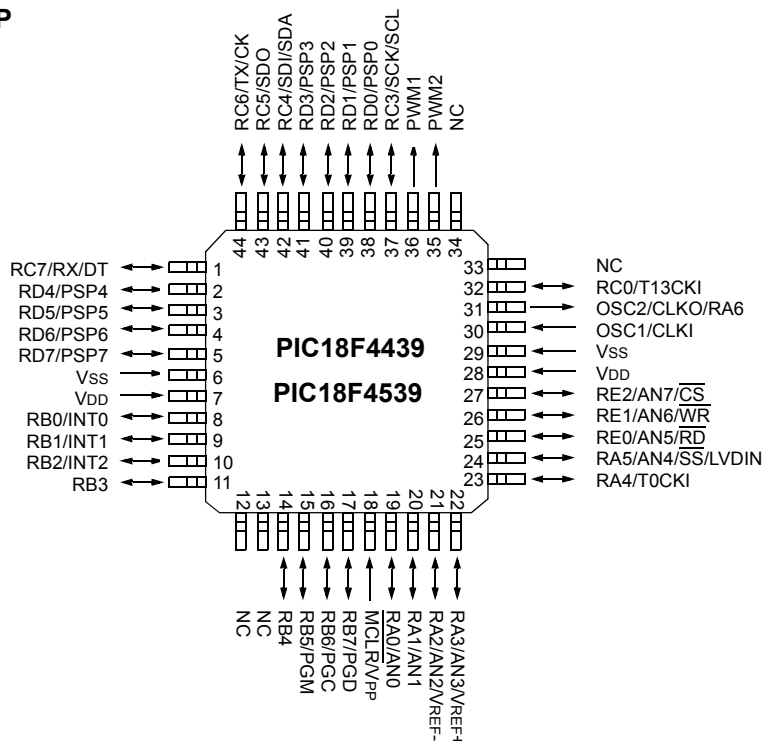 P
RC6/TX/CK
RC5/SDO
RC4/SDI/SDA
RD3/PSP3
RD2/PSP2
RD1/PSP1
RD0/PSP0
RC3/SCK/SCL
PWM1
PWM2
NC
44
43
42
41
40
39
38
37
36
35
34
RC7/RX/DT 1
RD4/PSP4 2
RD5/PSP5 3
RD6/PSP6 4
RD7/PSP7 5
VSS 6
VDD 7
RB0/INT0 8
RB1/INT1 9
RB2/INT2 10
RB3 11
PIC18F4439
PIC18F4539
33 NC
32 RC0/T13CKI
31 OSC2/CLKO/RA6
30 OSC1/CLKI
29 VSS
28 VDD
27 RE2/AN7/CS
26 RE1/AN6/WR
25 RE0/AN5/RD
24 RA5/AN4/SS/LVDIN
23 RA4/T0CKI
12
13
14
15
16
17
18
19
20
21
22
NC
NC
RB4
RB5/PGM
RB6/PGC
RB7/PGD
MCLR/VPP
RA0/AN0
RA1/AN1
RA2/AN2/VREF-
RA3/AN3/VREF+